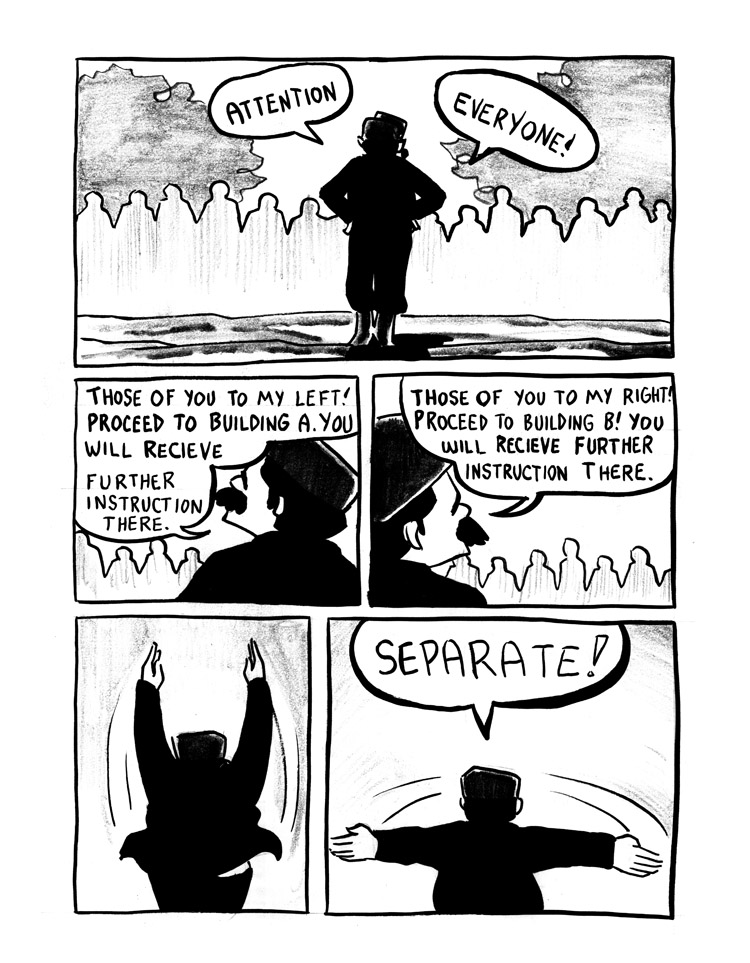 ATTENTION
EVERYONE!
THOSE OF YOU TO MY LEFT!
PROCEED TO BUILDING A. YOU
WILL RECIEVE
FURTHER
INSTRUCTION
THERE.
THOSE OF YOU TO MY RIGHT!
PROCEED TO BUILDING B! YOU
WILL RECIEVE FURTHER
INSTRUCTION THERE.
SEPARATE!